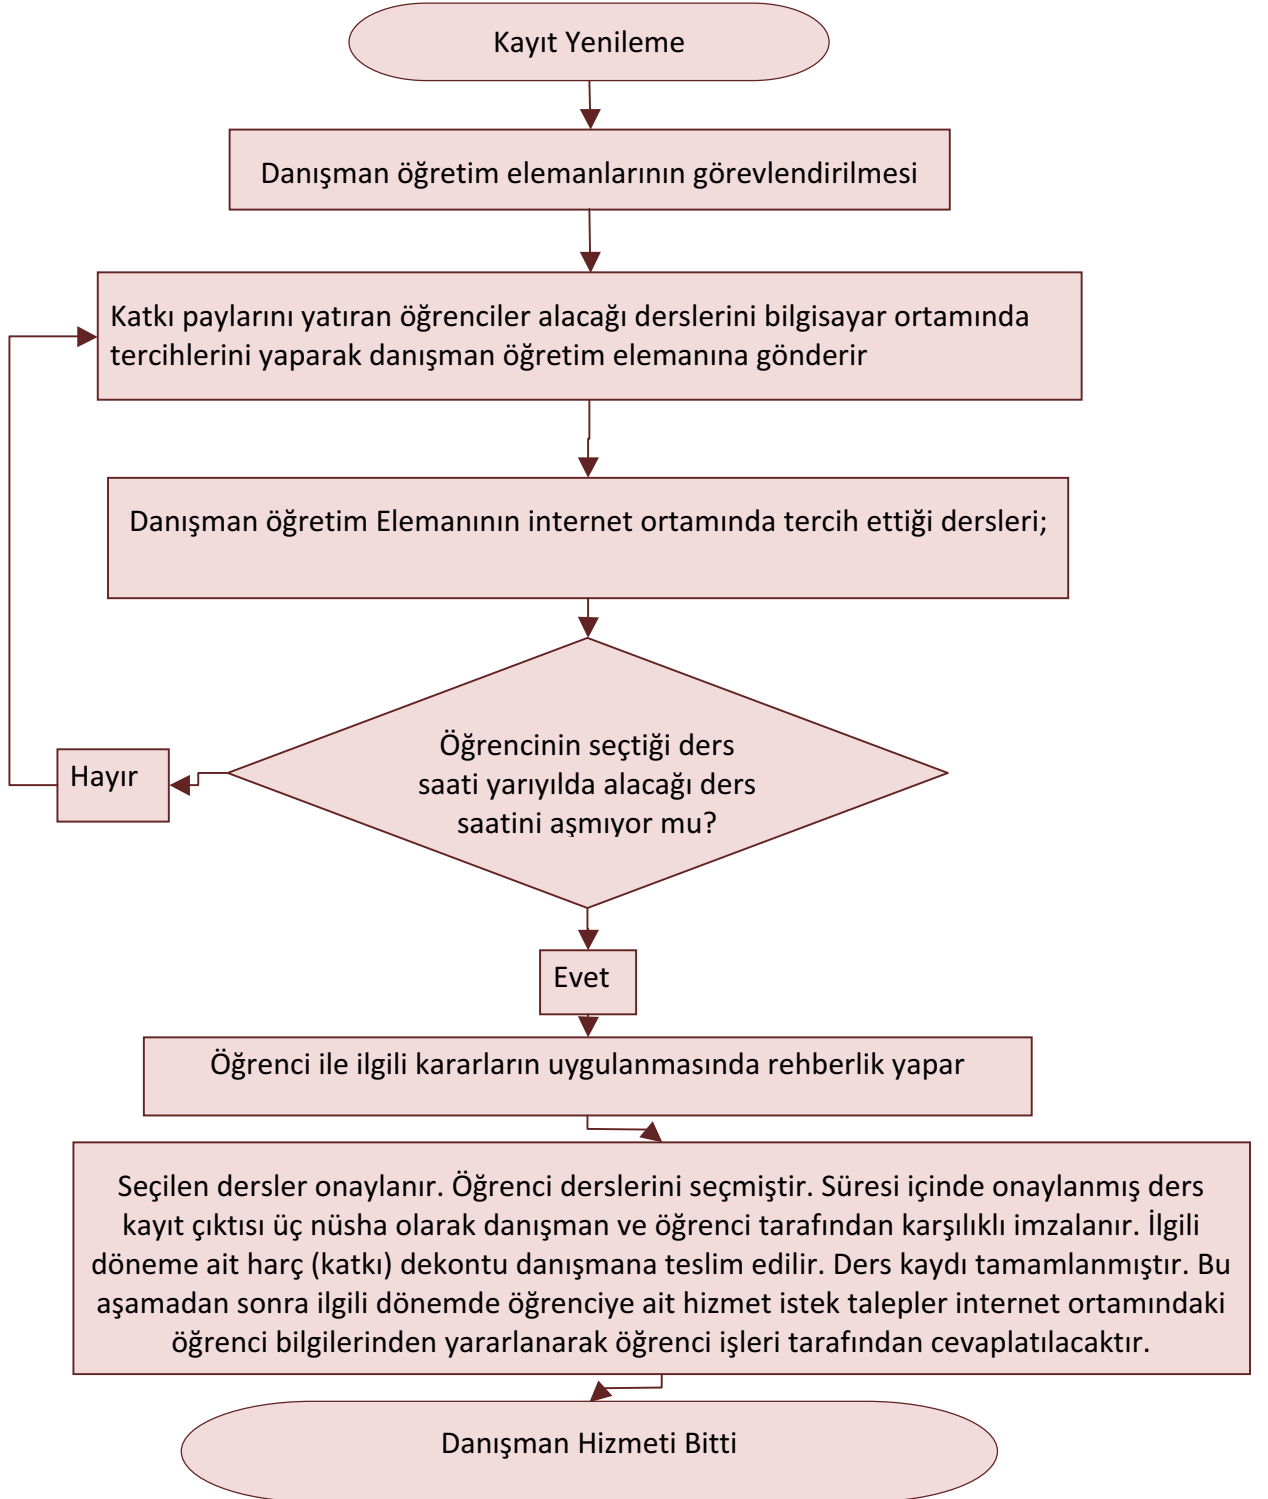 Kayıt Yenileme
Danışman öğretim elemanlarının görevlendirilmesi
Katkı paylarını yatıran öğrenciler alacağı derslerini bilgisayar ortamında
tercihlerini yaparak danışman öğretim elemanına gönderir
Danışman öğretim Elemanının internet ortamında tercih ettiği dersleri;
Öğrencinin seçtiği ders
saati yarıyılda alacağı ders
saatini aşmıyor mu?
Hayır
Evet
Öğrenci ile ilgili kararların uygulanmasında rehberlik yapar
Seçilen dersler onaylanır. Öğrenci derslerini seçmiştir. Süresi içinde onaylanmış ders
kayıt çıktısı üç nüsha olarak danışman ve öğrenci tarafından karşılıklı imzalanır. İlgili
döneme ait harç (katkı) dekontu danışmana teslim edilir. Ders kaydı tamamlanmıştır. Bu
aşamadan sonra ilgili dönemde öğrenciye ait hizmet istek talepler internet ortamındaki
öğrenci bilgilerinden yararlanarak öğrenci işleri tarafından cevaplatılacaktır.
Danışman Hizmeti Bitti